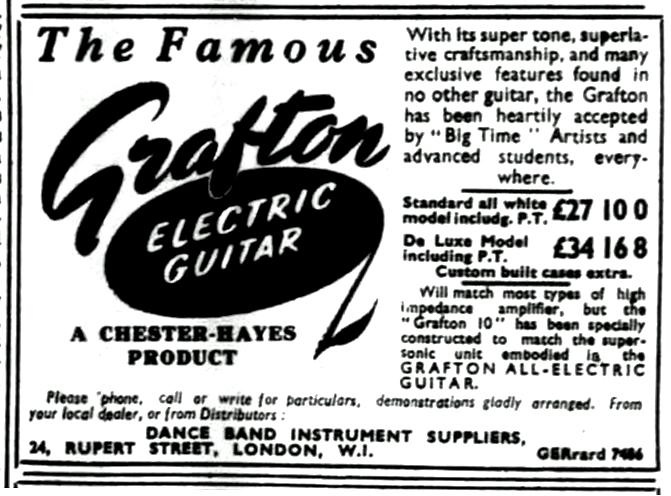 The Famous
Grafton
ELECTRIC
GUITAR
A CHESTER-HAYES
PRODUCT
With its super tone, superla-
tive craftsmanship, and many
exclusive features found in
no other guitar, the Grafton
has been heartily accepted
by "Big Time" Artists and
advanced students, every-
where.
Standard all white
model includg. P.T. £27 10 0
De Luxe Model
including P.T. £34 16 8
Custom built cases extra.
Will match most types of high
impedance amplifier, but the
"Grafton 10" has been specially
constructed to match the super-
sonic unit embodied in the
GRAFTON ALL-ELECTRIC
GUITAR.
Please 'phone, call or write for particulars, demonstrations gladly arranged. From
your local dealer, or from Distributors :
DANCE BAND INSTRUMENT SUPPLIERS,
24, RUPERT STREET, LONDON, W.I. GERrard 7486